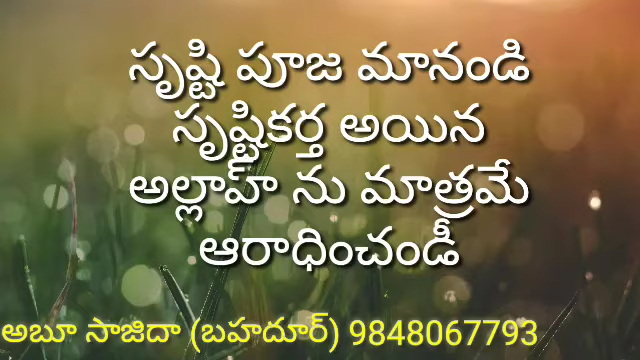 సృష్టి పూజ మానండి
సృష్టికర్త అయిన
అల్లాహ్ ను మాత్రమే
ఆరాధించండీ
అబూ సాజిదా (బహదూర్) 9848067793